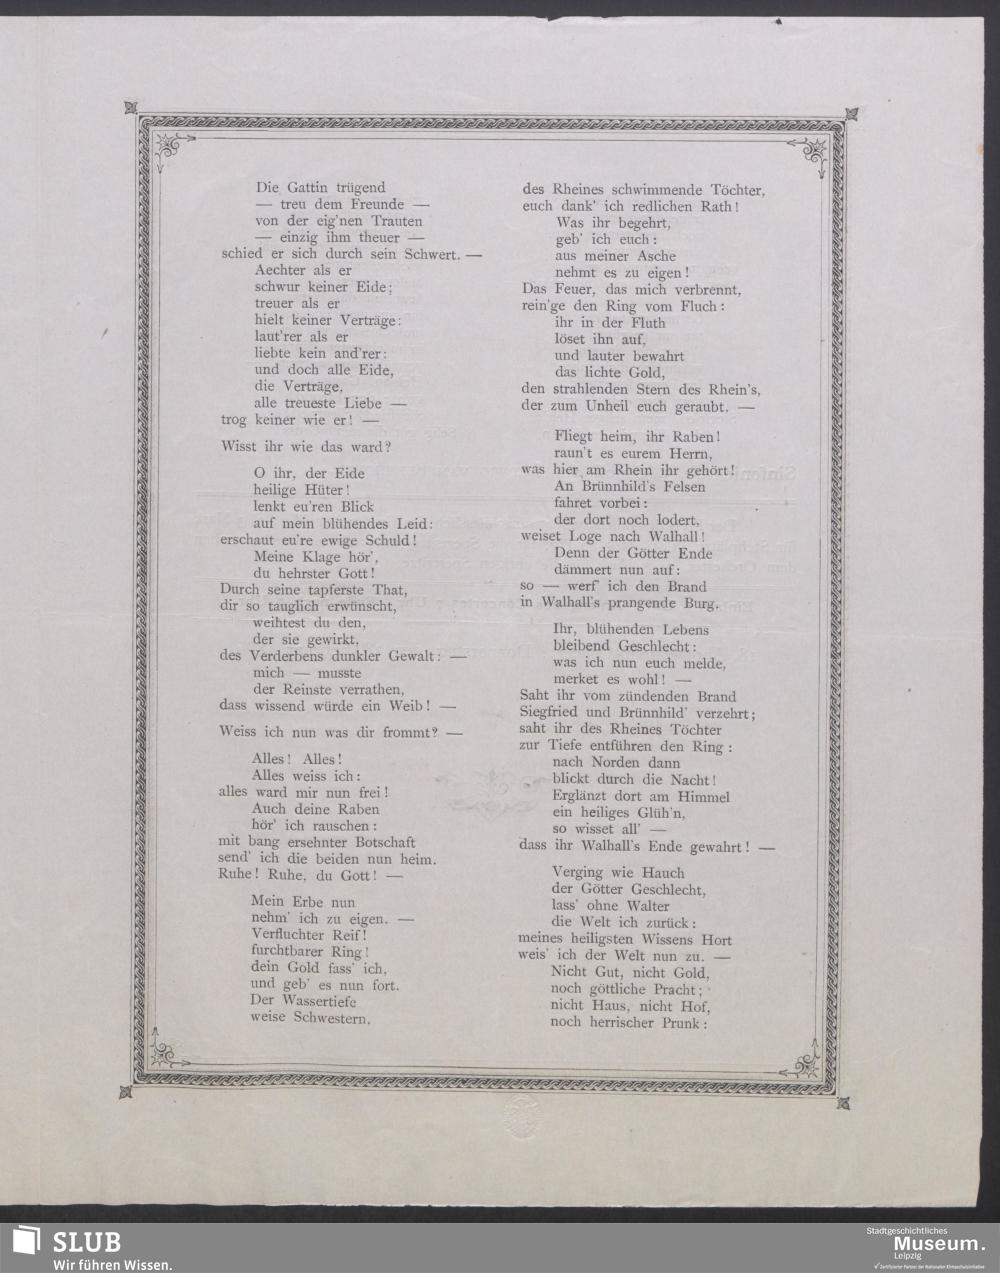 Die Gattin trügend
— treu dem Freunde —
von der eig'nen Trauten
— einzig ihm theuer —
schied er sich durch sein Schwert. —
Aechter als er
schwur keiner Eide;
treuer als er
hielt keiner Verträge:
laut'rer als er
liebte kein and'rer:
und doch alle Eide,
die Verträge,
alle treueste Liebe —
trog keiner wie er! —
Wisst ihr wie das ward?
O ihr, der Eide
heilige Hüter!
lenkt eu'ren Blick
auf mein blühendes Leid:
erschaut eu're ewige Schuld!
Meine Klage hör',
du hehrster Gott!
Durch seine tapferste That,
dir so tauglich erwünscht,
weihtest du den,
der sie gewirkt,
des Verderbens dunkler Gewalt: —
mich — musste
der Reinste verrathen,
dass wissend würde ein Weib! —
Weiss ich nun was dir frommt? —
Alles! Alles!
Alles weiss ich:
alles ward mir nun frei!
Auch deine Raben
hör' ich rauschen:
mit bang ersehnter Botschaft
send' ich die beiden nun heim.
Ruhe! Ruhe, du Gott! —
Mein Erbe nun
nehm' ich zu eigen. —
Verfluchter Reif!
furchtbarer Ring!
dein Gold fass' ich,
und geb' es nun fort.
Der Wassertiefe
weise Schwestern,
des Rheines schwimmende Töchter,
euch dank' ich redlichen Rath!
Was ihr begehrt,
geb' ich euch:
aus meiner Asche
nehmt es zu eigen!
Das Feuer, das mich verbrennt,
rein'ge den Ring vom Fluch:
ihr in der Fluth
löset ihn auf,
und lauter bewahrt
das lichte Gold,
den strahlenden Stern des Rhein's,
der zum Unheil euch geraubt. —
Fliegt heim, ihr Raben!
raun't es eurem Herrn,
was hier am Rhein ihr gehört!
An Brünnhild's Felsen
fahret vorbei:
der dort noch lodert,
weiset Loge nach Walhall!
Denn der Götter Ende
dämmert nun auf:
so — werf' ich den Brand
in Walhall's prangende Burg.
Ihr, blühenden Lebens
bleibend Geschlecht:
was ich nun euch melde,
merket es wohl! —
Saht ihr vom zündenden Brand
Siegfried und Brünnhild' verzehrt;
saht ihr des Rheines Töchter
zur Tiefe entführen den Ring:
nach Norden dann
blickt durch die Nacht!
Erglänzt dort am Himmel
ein heiliges Glüh'n,
so wisset all' —
dass ihr Walhall's Ende gewahrt! —
Verging wie Hauch
der Götter Geschlecht,
lass' ohne Walter
die Welt ich zurück:
meines heiligsten Wissens Hort
weis' ich der Welt nun zu. —
Nicht Gut, nicht Gold,
noch göttliche Pracht;
nicht Haus, nicht Hof,
noch herrischer Prunk:
SLUB
Wir führen Wissen.
Stadtgeschichtliches
Museum.
Leipzig
Zertifizierter Partner der Nationalen Klimaschutzinitiative